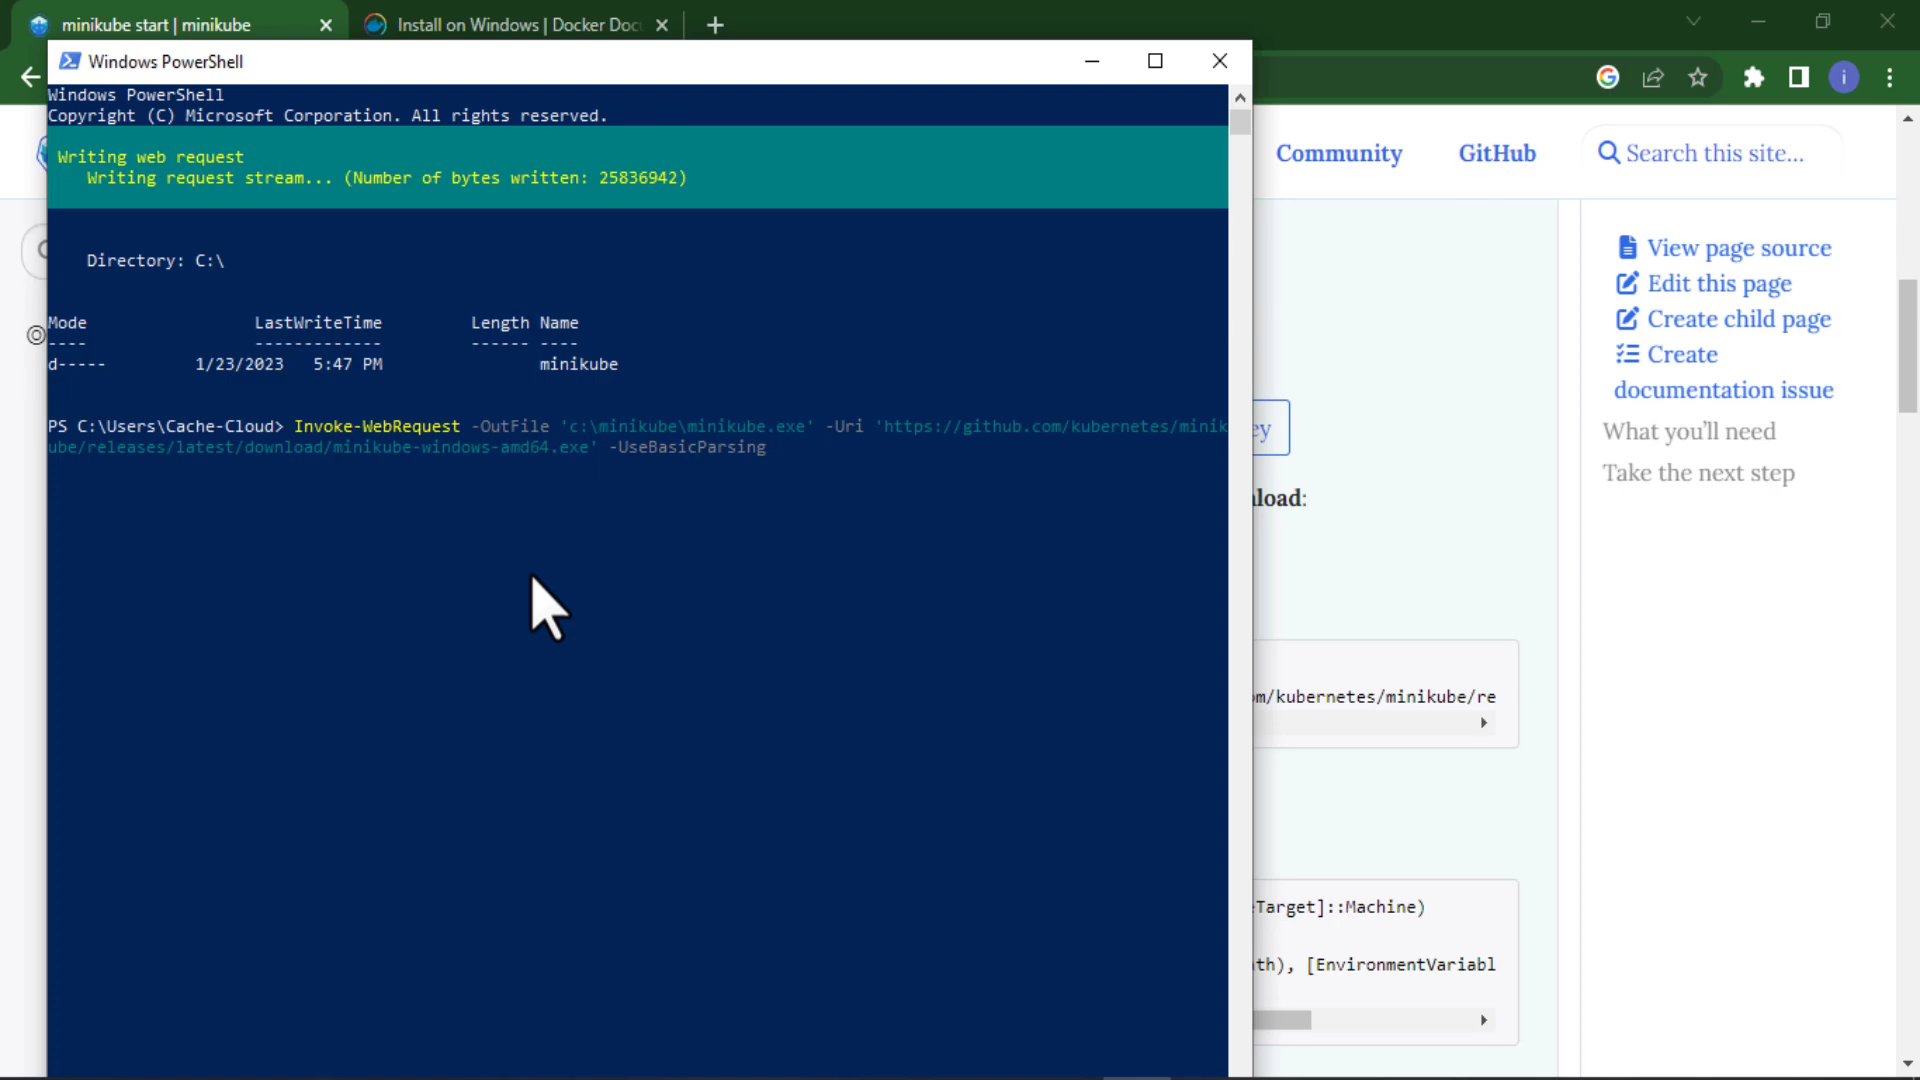 minikube start | minikube
Install on Windows | Docker Doc
Windows PowerShell
Windows PowerShell
Copyright (C) Microsoft Corporation. All rights reserved.
Writing web request
Writing request stream... (Number of bytes written: 25836942)
Directory: C:\
Mode LastWriteTime Length Name
---- ------------- ------ ----
d----- 1/23/2023 5:47 PM minikube
PS C:\Users\Cache-Cloud> Invoke-WebRequest -OutFile 'c:\minikube\minikube.exe' -Uri 'https://github.com/kubernetes/minik
ube/releases/latest/download/minikube-windows-amd64.exe' -UseBasicParsing
i
Community GitHub Search this site...
ey
load:
m/kubernetes/minikube/re
Target]::Machine)
th), [EnvironmentVariabl
View page source
Edit this page
Create child page
Create
documentation issue
What you'll need
Take the next step